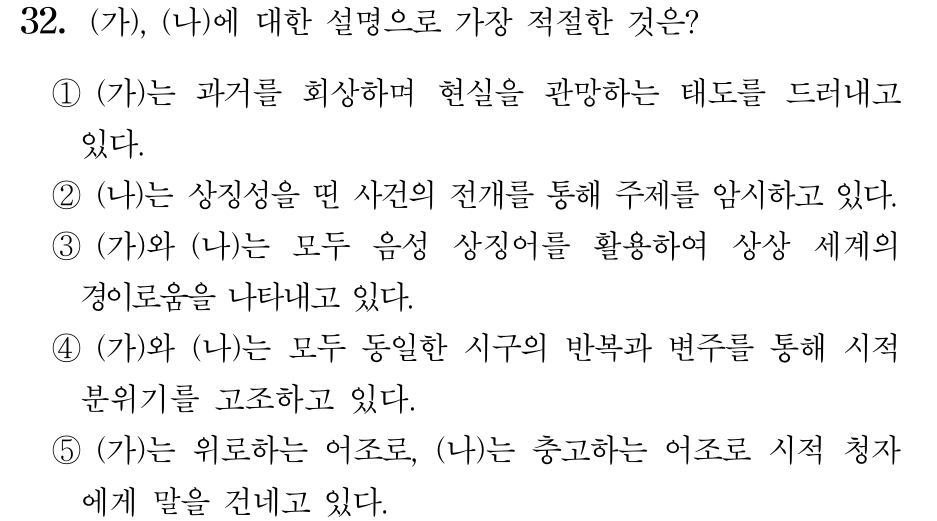 32. (가), (나)에 대한 설명으로 가장 적절한 것은?
① (가)는 과거를 회상하며 현실을 관망하는 태도를 드러내고
있다.
② (나)는 상징성을 띤 사건의 전개를 통해 주제를 암시하고 있다.
③ (가)와 (나)는 모두 음성 상징어를 활용하여 상상 세계의
경이로움을 나타내고 있다.
④ (가)와 (나)는 모두 동일한 시구의 반복과 변주를 통해 시적
분위기를 고조하고 있다.
⑤ (가)는 위로하는 어조로, (나)는 충고하는 어조로 시적 청자
에게 말을 건네고 있다.